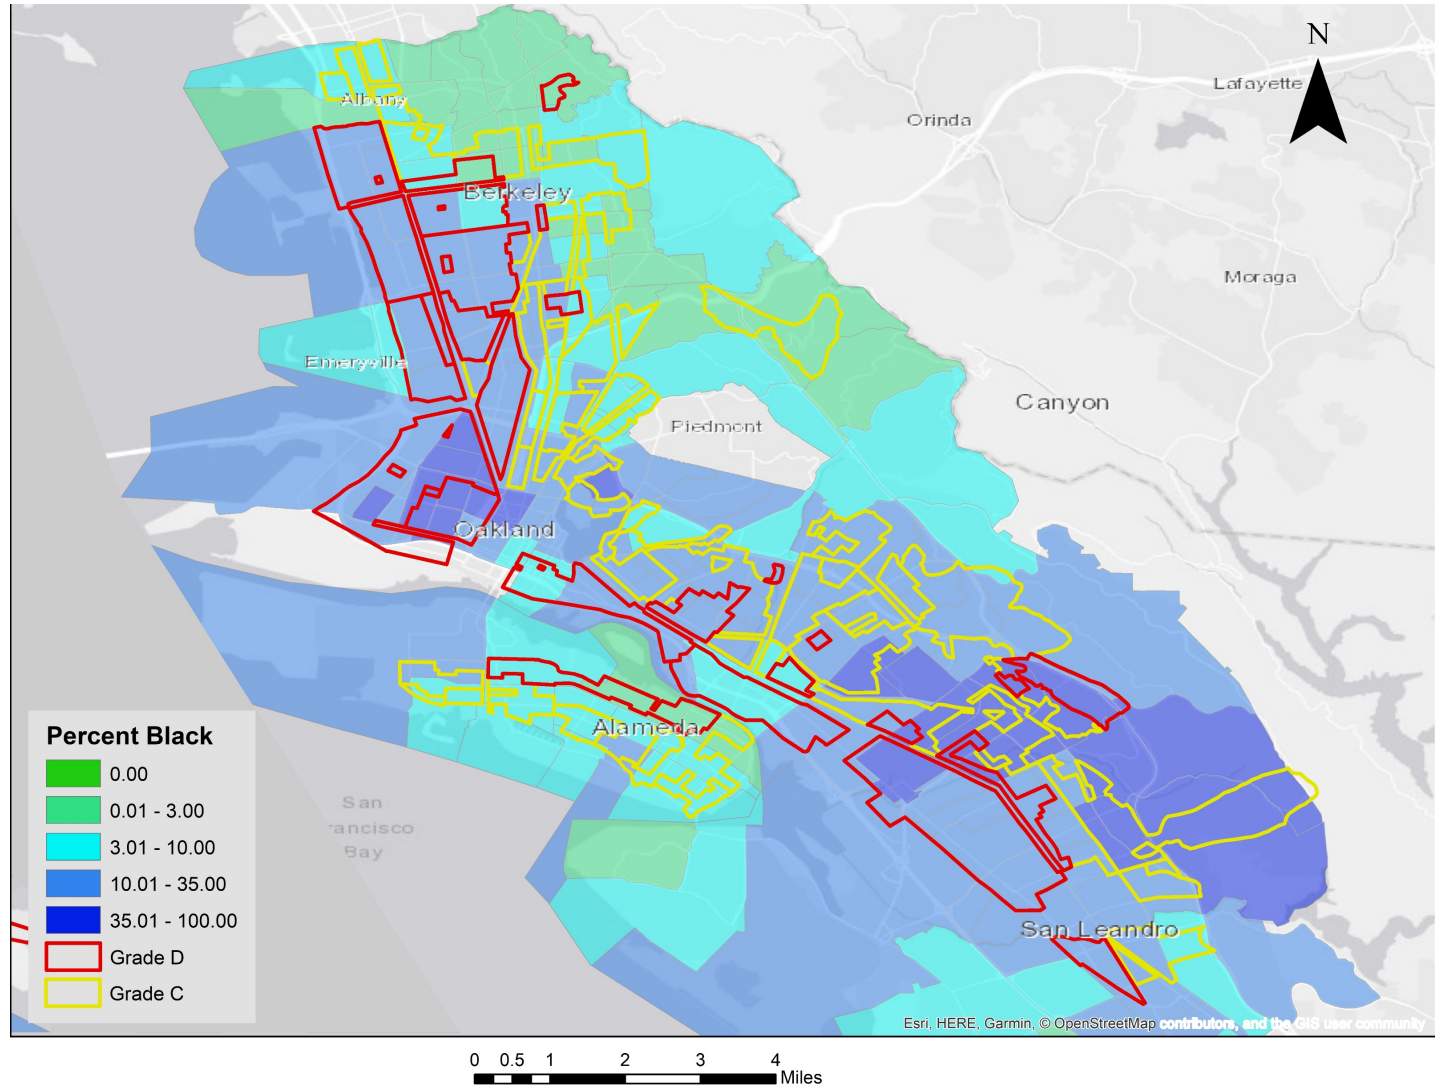 N
Lafayette
Albany
Orinda
Berkeley
Moraga
Emeryville
Canyon
Piedmont
Oakland
Alameda
Percent Black
0.00
San
0.01 - 3.00
rancisco
3.01 - 10.00
Bay
10.01 - 35.00
35.01 - 100.00
San Leandro
Grade D
Grade C
Esri, HERE, Garmin, © OpenStreetMap contributors, and the GIS user community
0 0.5 1 2 3 4
Miles